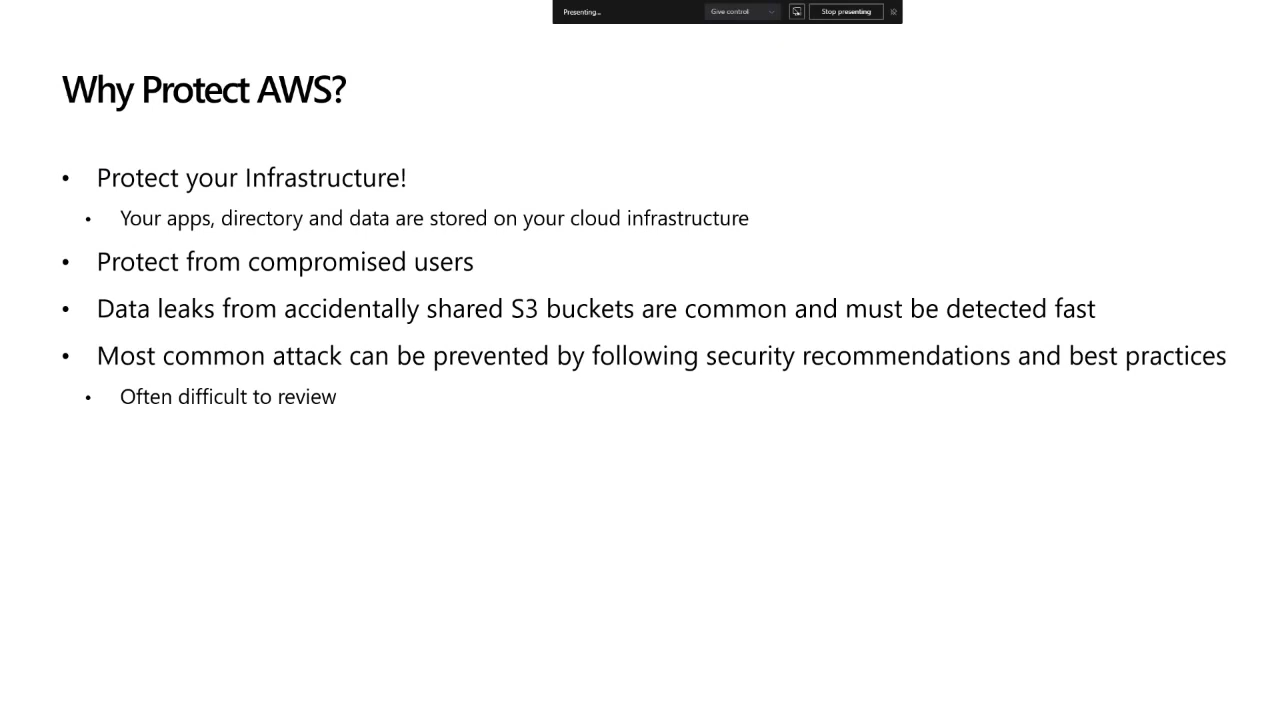 Presenting...
Give control
Stop presenting
Why Protect AWS?
• Protect your Infrastructure!
• Your apps, directory and data are stored on your cloud infrastructure
• Protect from compromised users
• Data leaks from accidentally shared S3 buckets are common and must be detected fast
• Most common attack can be prevented by following security recommendations and best practices
• Often difficult to review